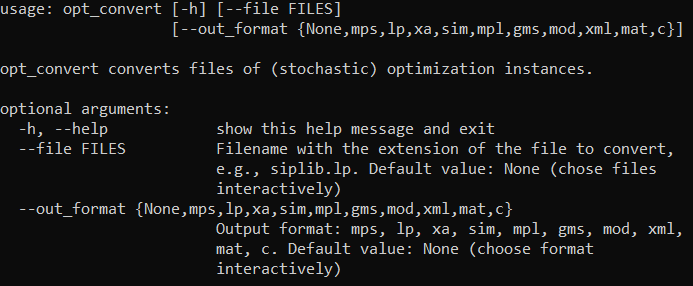 usage: opt_convert [-h] [--file FILES]
[--out_format {None,mps,lp,xa,sim,mpl,gms,mod,xml,mat,c}]
opt_convert converts files of (stochastic) optimization instances.
optional arguments:
-h, --help show this help message and exit
--file FILES Filename with the extension of the file to convert,
e.g., siplib.lp. Default value: None (chose files
interactively)
--out_format {None,mps,lp,xa,sim,mpl,gms,mod,xml,mat,c}
Output format: mps, lp, xa, sim, mpl, gms, mod, xml,
mat, c. Default value: None (choose format
interactively)